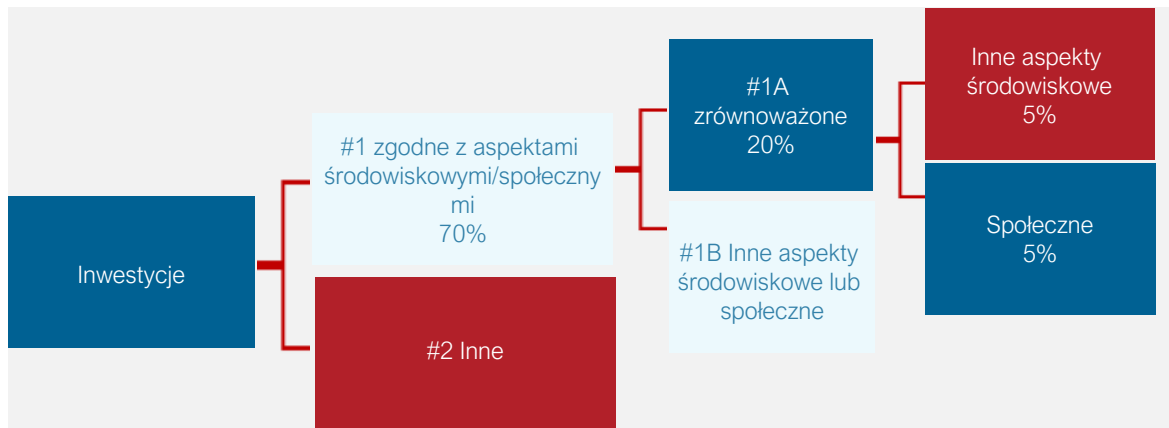 Inwestycje
#1 zgodne z aspektami
środowiskowymi/społeczny
mi
70%
#2 Inne
#1A
zrównoważone
20%
#1B Inne aspekty
środowiskowe lub
społeczne
Inne aspekty
środowiskowe
5%
Społeczne
5%